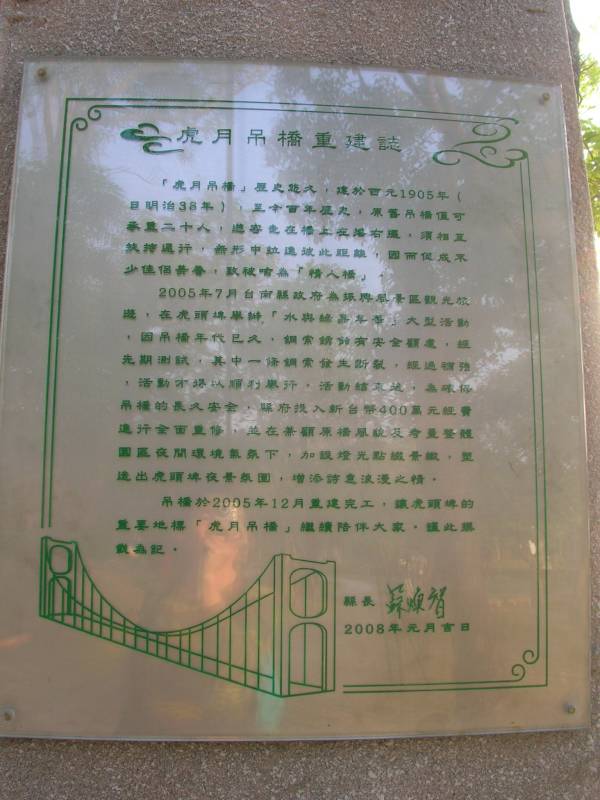 虎月吊橋重建誌
「虎月吊橋」歷史悠久，建於西元1905年（
日明治38年），至今百年歷史，原舊吊橋僅可
承重二十人，遊客走在橋上左搖右晃，須相互
扶持通行，無形中拉進彼此距離，因而促成不
少佳偶美眷，故被喻為「情人橋」。
2005年7月台南縣政府為振興風景區觀光旅
遊，在虎頭埤舉辦「水與綠嘉年華」大型活動
，因吊橋年代已久，鋼索銹蝕有安全顧慮，經
先期測試，其中一條鋼索發生斷裂，經過補強
，活動才得以順利舉行，活動結束後，為確保
吊橋的長久安全，縣府投入新台幣400萬元經費
進行全面重修，並在兼顧原橋風貌及考量整體
園區夜間環境氣氛下，加設燈光點綴景緻，塑
造出虎頭埤夜景氛圍，增添詩意浪漫之情。
吊橋於2005年12月重建完工，讓虎頭埤的
重要地標「虎月吊橋」繼續陪伴大家。謹此撰
獻為記。
縣長 蘇煥智
2008年元月吉日